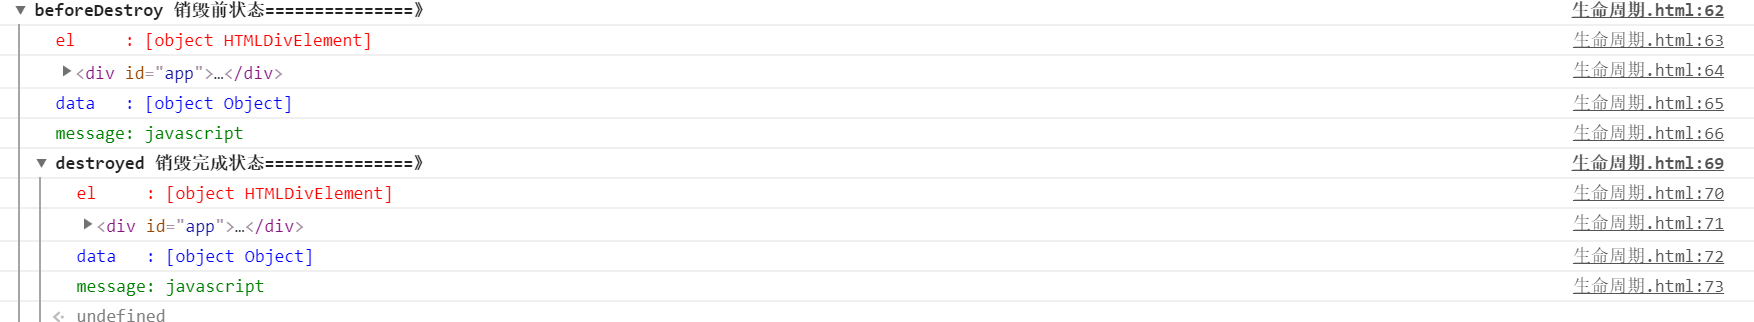 ▼ beforeDestroy 销毁前状态===============》 生命周期.html:62
el     : [object HTMLDivElement] 生命周期.html:63
▶<div id="app">…</div> 生命周期.html:64
data   : [object Object] 生命周期.html:65
message: javascript 生命周期.html:66
▼ destroyed 销毁完成状态===============》 生命周期.html:69
el     : [object HTMLDivElement] 生命周期.html:70
▶<div id="app">…</div> 生命周期.html:71
data   : [object Object] 生命周期.html:72
message: javascript 生命周期.html:73
undefined